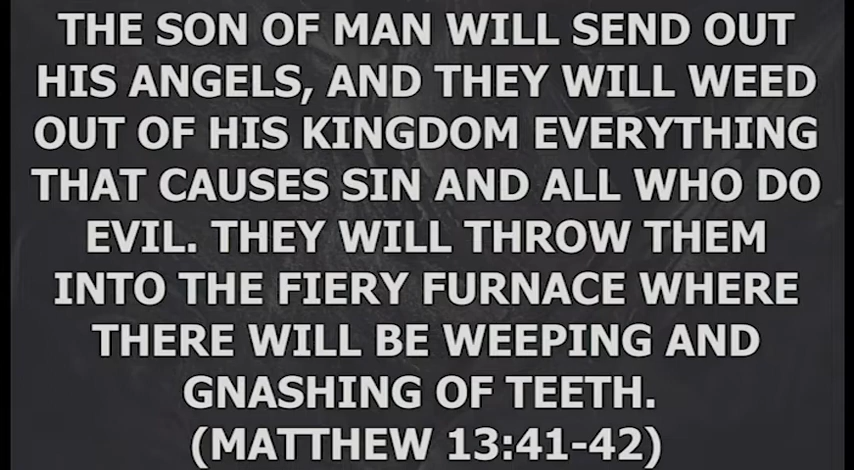 THE SON OF MAN WILL SEND OUT
HIS ANGELS, AND THEY WILL WEED
OUT OF HIS KINGDOM EVERYTHING
THAT CAUSES SIN AND ALL WHO DO
EVIL. THEY WILL THROW THEM
INTO THE FIERY FURNACE WHERE
THERE WILL BE WEEPING AND
GNASHING OF TEETH.
(MATTHEW 13:41-42)